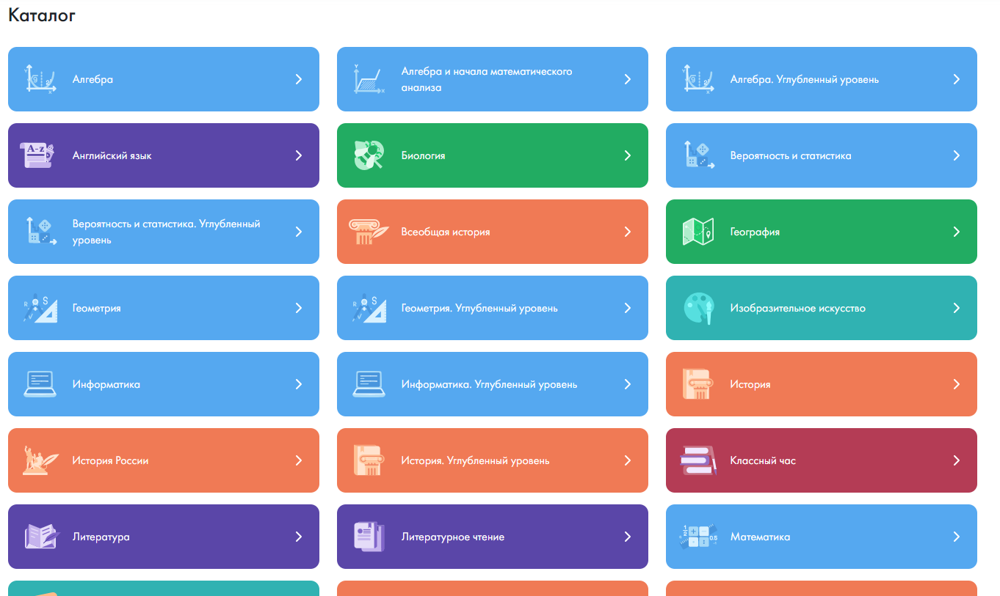 Каталог
Алгебра
Алгебра и начала математического
анализа
Алгебра. Углубленный уровень
Английский язык
Биология
Вероятность и статистика
Вероятность и статистика. Углубленный
уровень
Всеобщая история
География
Геометрия
Геометрия. Углубленный уровень
Изобразительное искусство
Информатика
Информатика. Углубленный уровень
История
История России
История. Углубленный уровень
Классный час
Литература
Литературное чтение
Математика